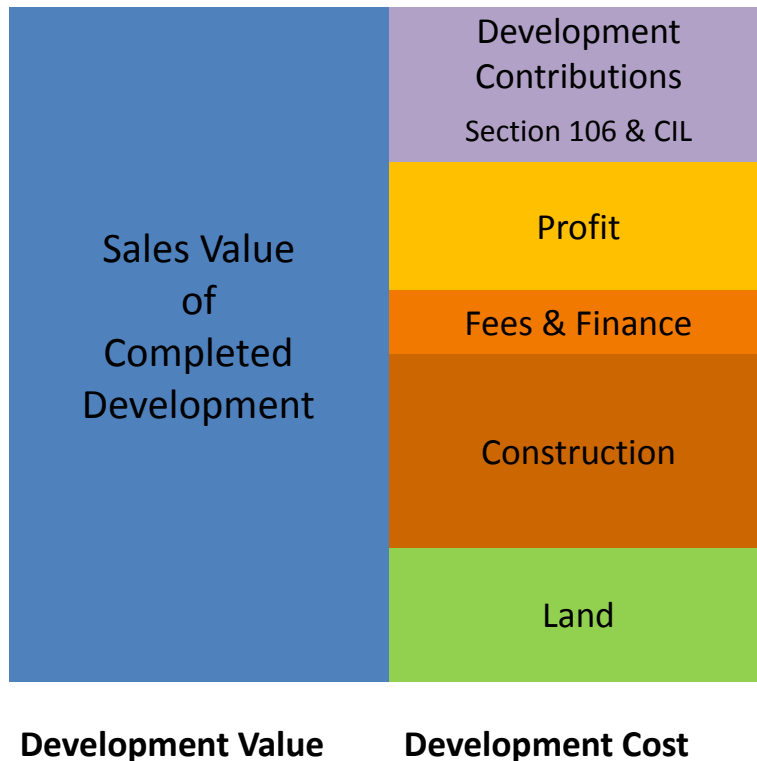 Sales Value
of
Completed
Development
Development
Contributions
Section 106 & CIL
Profit
Fees & Finance
Construction
Land
Development Value
Development Cost